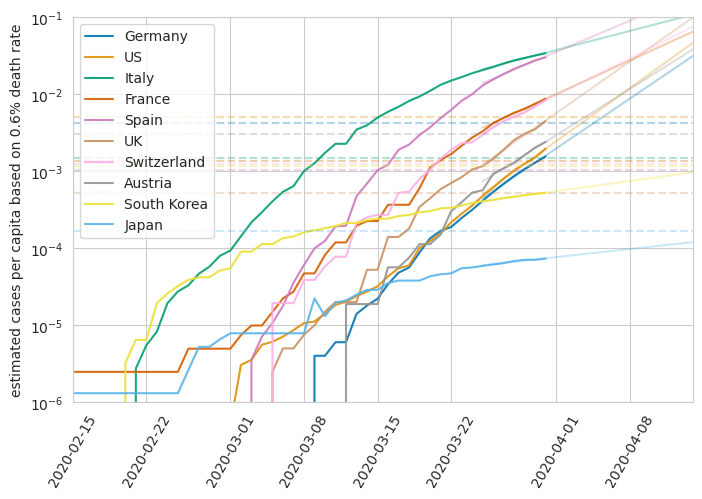 estimated cases per capita based on 0.6% death rate
10⁻¹
10⁻²
10⁻³
10⁻⁴
10⁻⁵
10⁻⁶
Germany
US
Italy
France
Spain
UK
Switzerland
Austria
South Korea
Japan
2020-02-15
2020-02-22
2020-03-01
2020-03-08
2020-03-15
2020-03-22
2020-04-01
2020-04-08